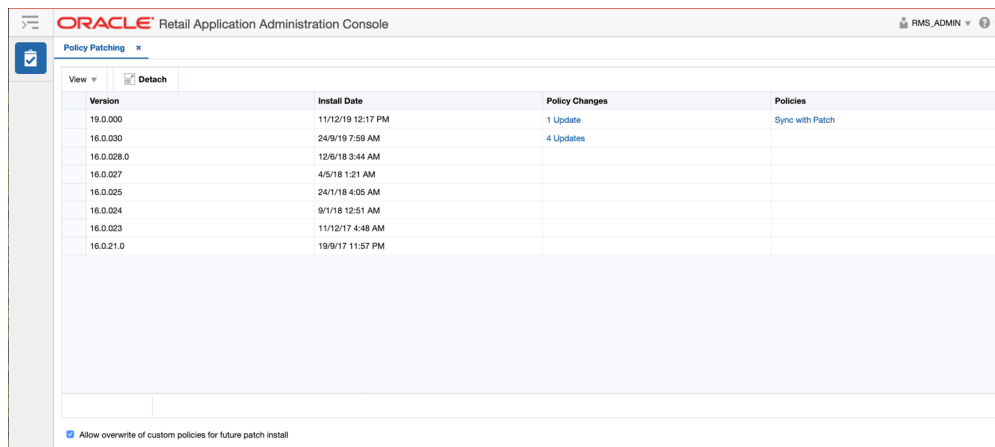 ORACLE Retail Application Administration Console RMS_ADMIN
Policy Patching ×
View Detach
Version Install Date Policy Changes Policies
19.0.000 11/12/19 12:17 PM 1 Update Sync with Patch
16.0.030 24/9/19 7:59 AM 4 Updates
16.0.028.0 12/6/18 3:44 AM
16.0.027 4/5/18 1:21 AM
16.0.025 24/1/18 4:05 AM
16.0.024 9/1/18 12:51 AM
16.0.023 11/12/17 4:48 AM
16.0.21.0 19/9/17 11:57 PM
Allow overwrite of custom policies for future patch install